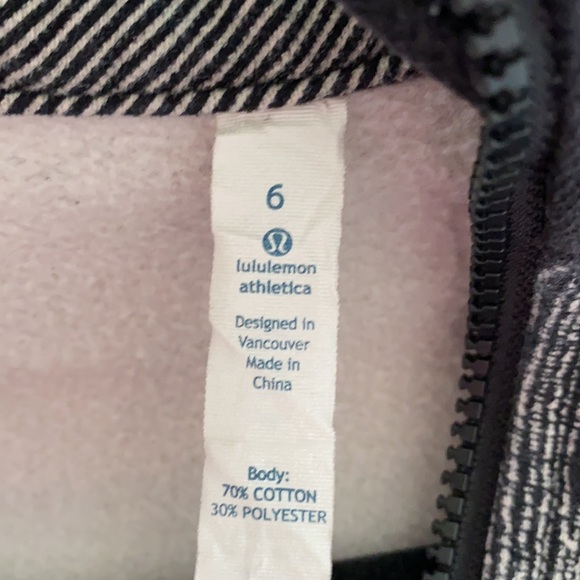 6
lululemon
athletica
Designed in
Vancouver
Made in
China
Body:
70% COTTON
30% POLYESTER